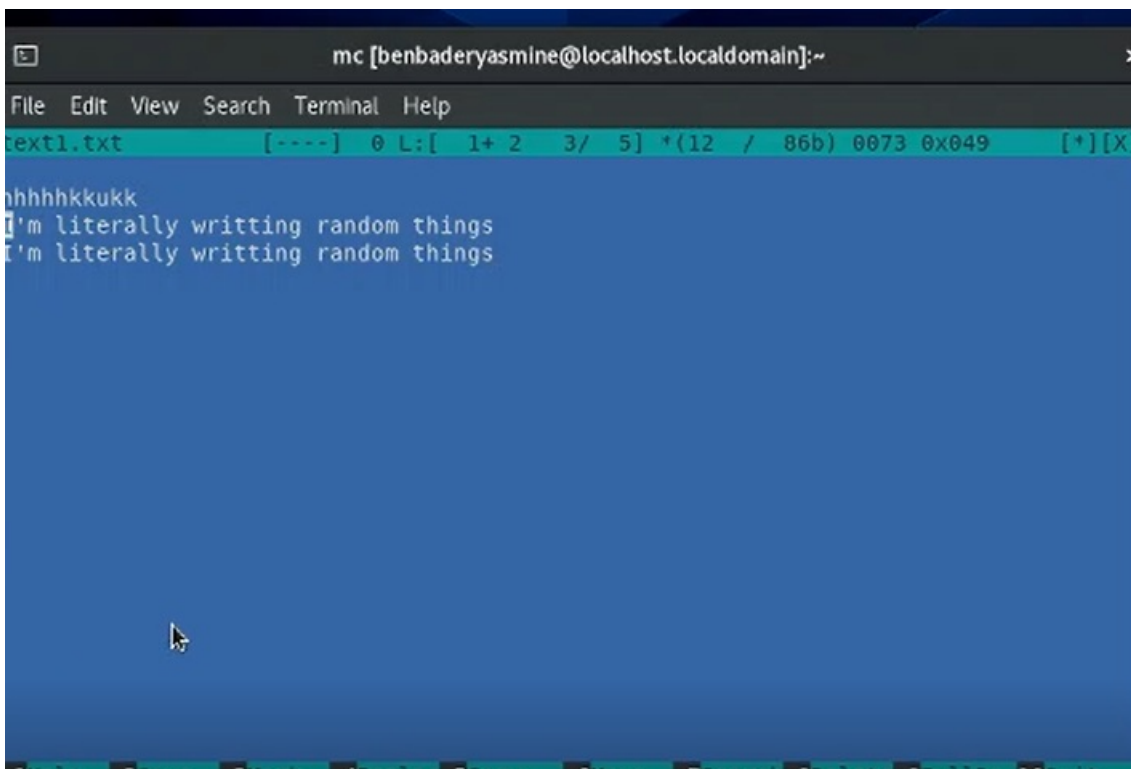 mc [benbaderyasmine@localhost.localdomain]:~
File Edit View Search Terminal Help
text1.txt [----] 0 L:[ 1+ 2 3/ 5] *(12 / 86b) 0073 0x049 [*][X
hhhhhkkukk
I'm literally writting random things
I'm literally writting random things